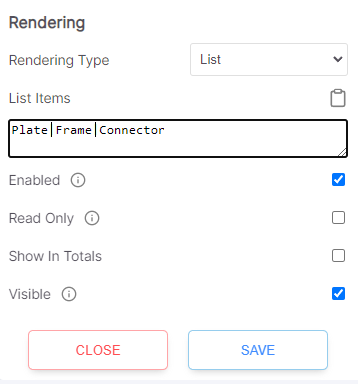 Rendering
Rendering Type List
List Items
Plate|Frame|Connector
Enabled
Read Only
Show In Totals
Visible
CLOSE SAVE